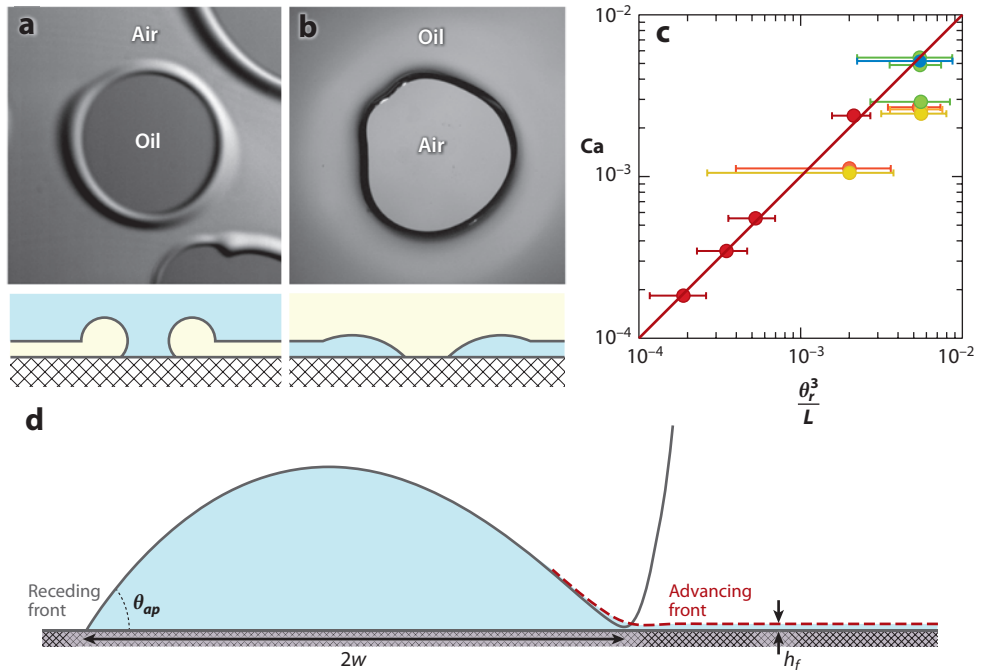 a
Air
Oil
b
Oil
Air
c
Ca
10⁻²
10⁻³
10⁻⁴
10⁻⁴
10⁻³
10⁻²
θᵣ³
L
d
Receding
front
θₐₚ
2w
Advancing
front
h_f